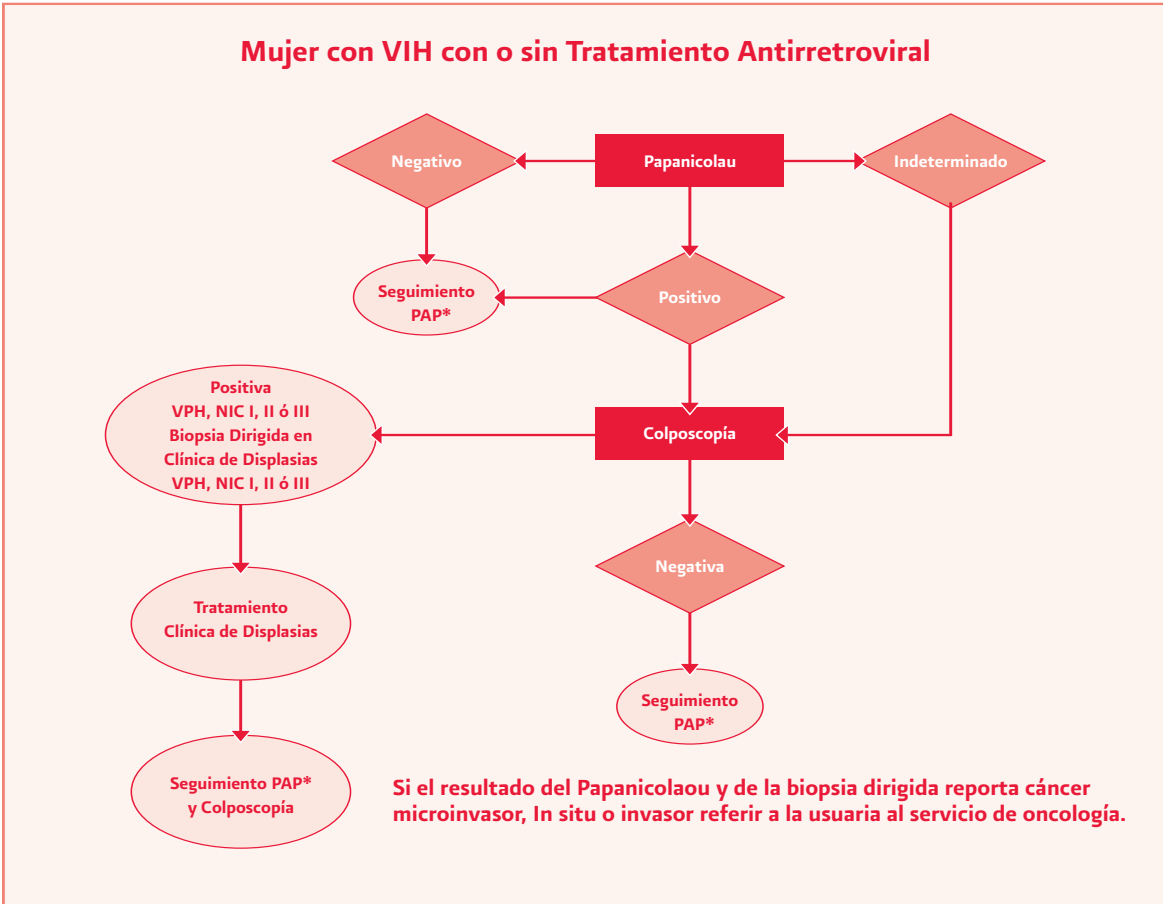 Mujer con VIH con o sin Tratamiento Antirretroviral
Negativo
Papanicolau
Indeterminado
Seguimiento
PAP*
Positivo
Positiva
VPH, NIC I, II ó III
Biopsia Dirigida en
Clínica de Displasias
VPH, NIC I, II ó III
Colposcopía
Negativa
Tratamiento
Clínica de Displasias
Seguimiento
PAP*
Seguimiento PAP*
y Colposcopía
Si el resultado del Papanicolaou y de la biopsia dirigida reporta cáncer
microinvasor, In situ o invasor referir a la usuaria al servicio de oncología.